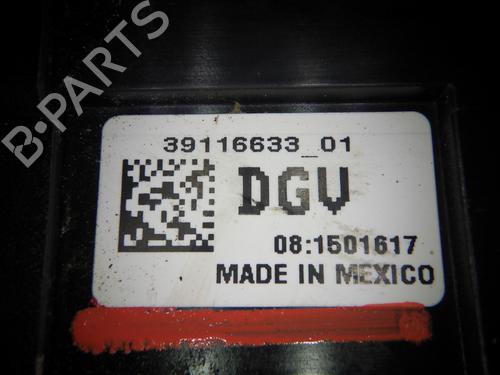 B-PARTS
39116633_01
DGV
08:1501617
MADE IN MEXICO